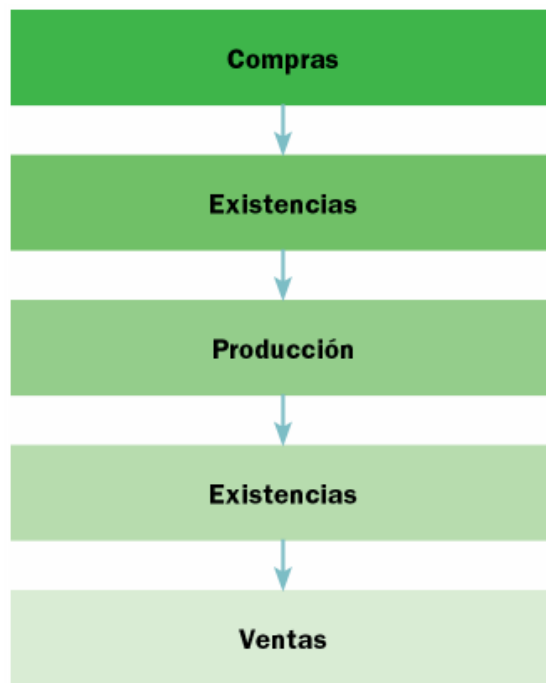 Compras
Existencias
Producción
Existencias
Ventas